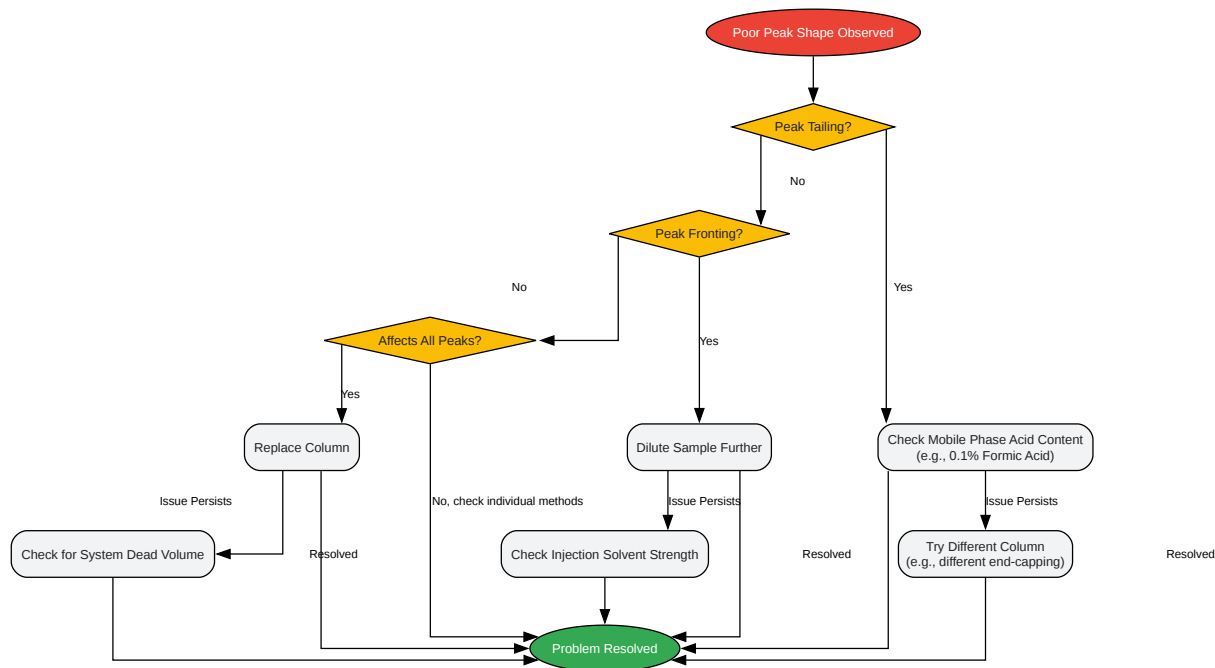 Poor Peak Shape Observed
Peak Tailing?
No
Peak Fronting?
No
Yes
Affects All Peaks?
Yes
Yes
Replace Column
Dilute Sample Further
Check Mobile Phase Acid Content
(e.g., 0.1% Formic Acid)
Issue Persists
No, check individual methods
Issue Persists
Issue Persists
Check for System Dead Volume
Resolved
Check Injection Solvent Strength
Resolved
Try Different Column
(e.g., different end-capping)
Resolved
Problem Resolved